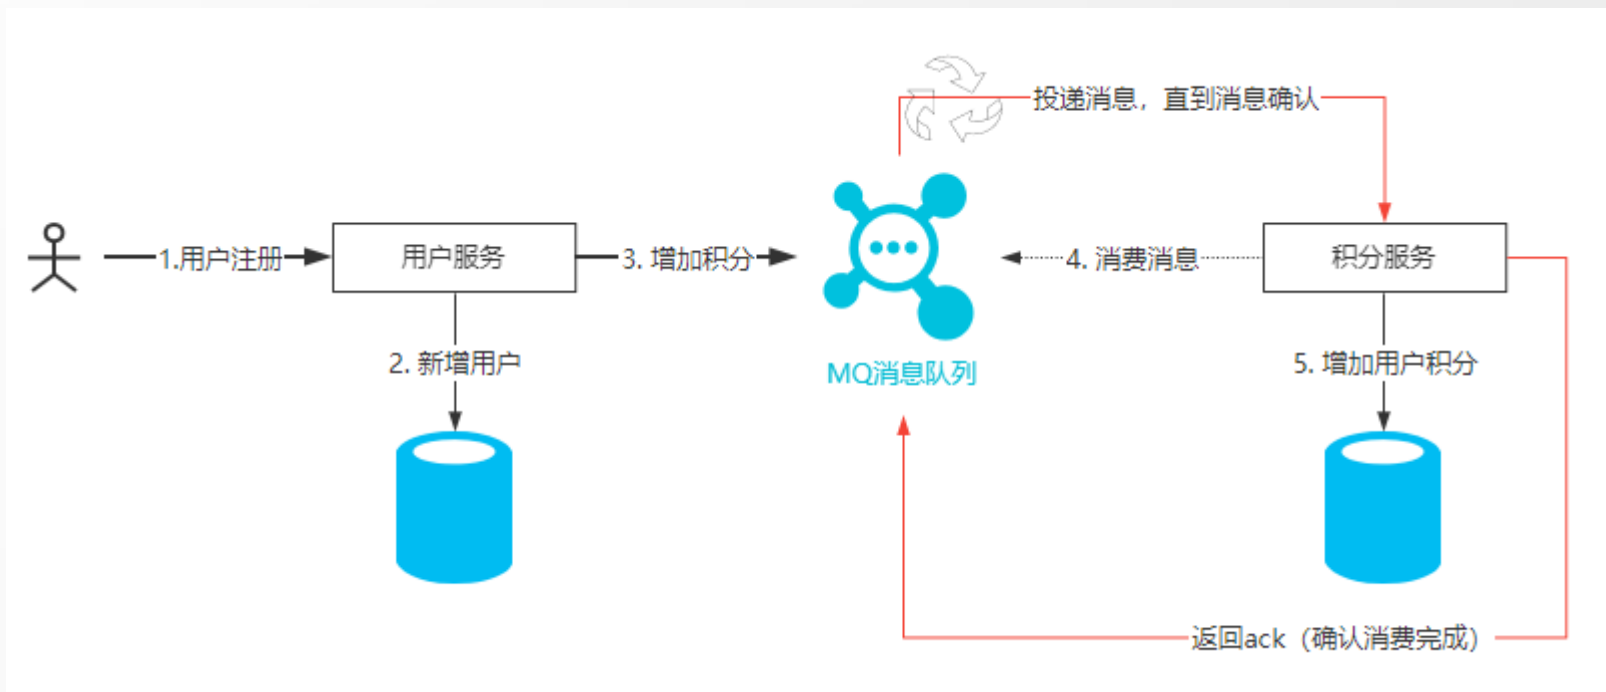 投递消息，直到消息确认
1.用户注册
用户服务
3. 增加积分
4. 消费消息
积分服务
2. 新增用户
MQ消息队列
5. 增加用户积分
返回ack（确认消费完成）